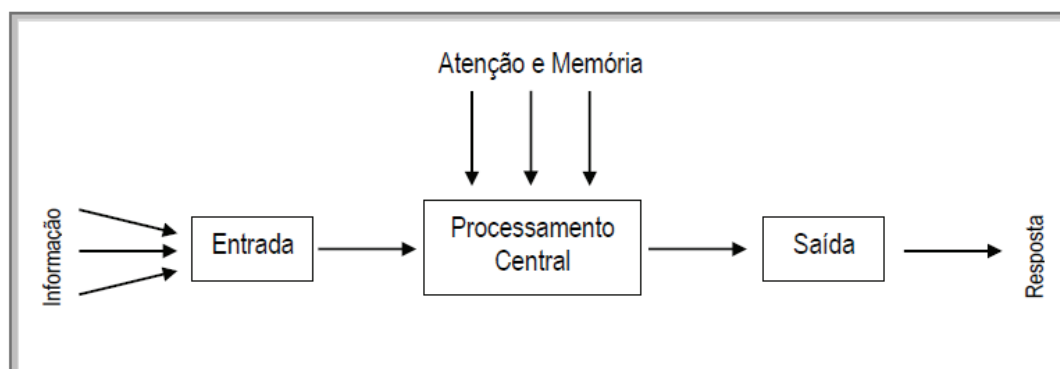 Atenção e Memória
Informação
Entrada
Processamento
Central
Saída
Resposta